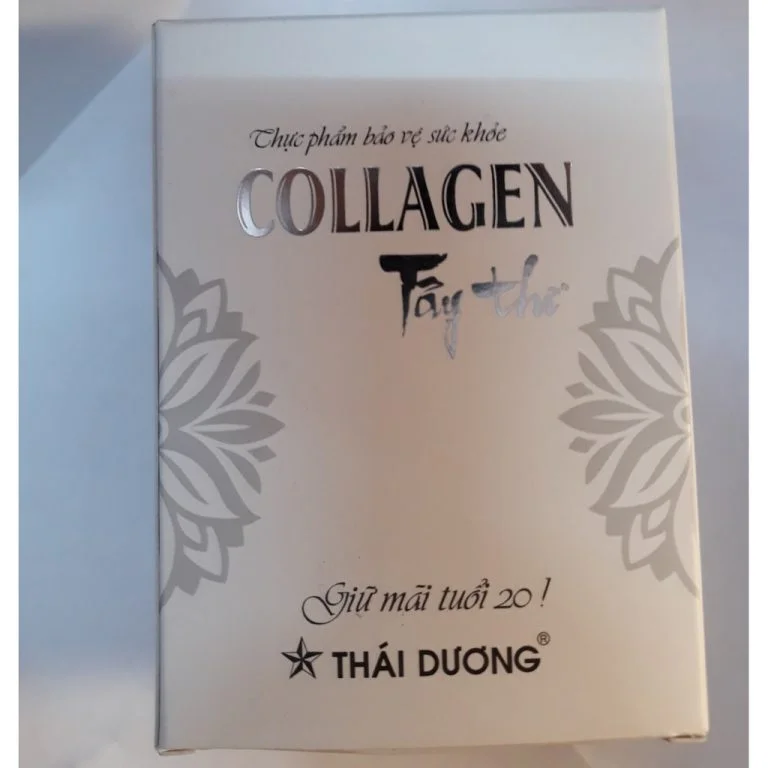 Thực phẩm bảo vệ sức khỏe
COLLAGEN
Tây thi®
Giữ mãi tuổi 20 !
THÁI DƯƠNG®